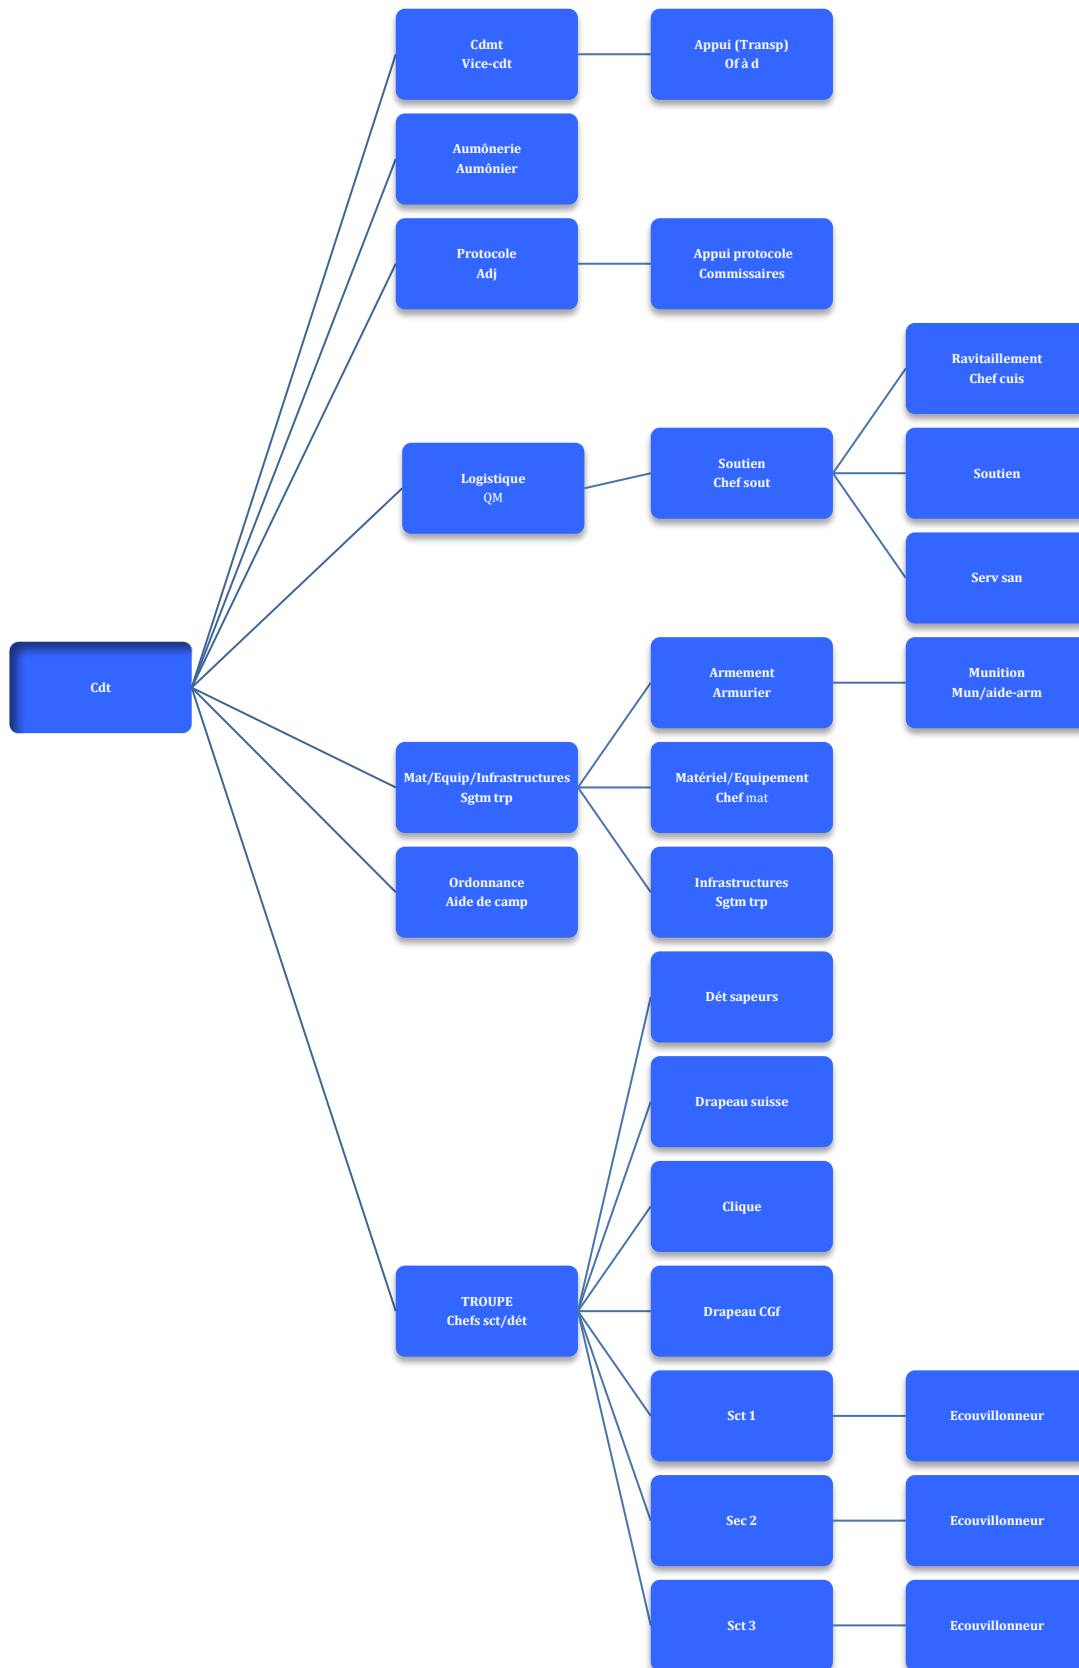 Cdmt
Vice-cdt
Appui (Transp)
Of à d
Aumônerie
Aumônier
Protocole
Adj
Appui protocole
Commissaires
Ravitaillement
Chef cuis
Logistique
QM
Soutien
Chef sout
Soutien
Serv san
Cdt
Armement
Armurier
Munition
Mun/aide-arm
Mat/Equip/Infrastructures
Sgtm trp
Matériel/Equipement
Chef mat
Ordonnance
Aide de camp
Infrastructures
Sgtm trp
Dét sapeurs
Drapeau suisse
Clique
TROUPE
Chefs sct/dét
Drapeau CGf
Sct 1
Ecouvillonneur
Sec 2
Ecouvillonneur
Sct 3
Ecouvillonneur